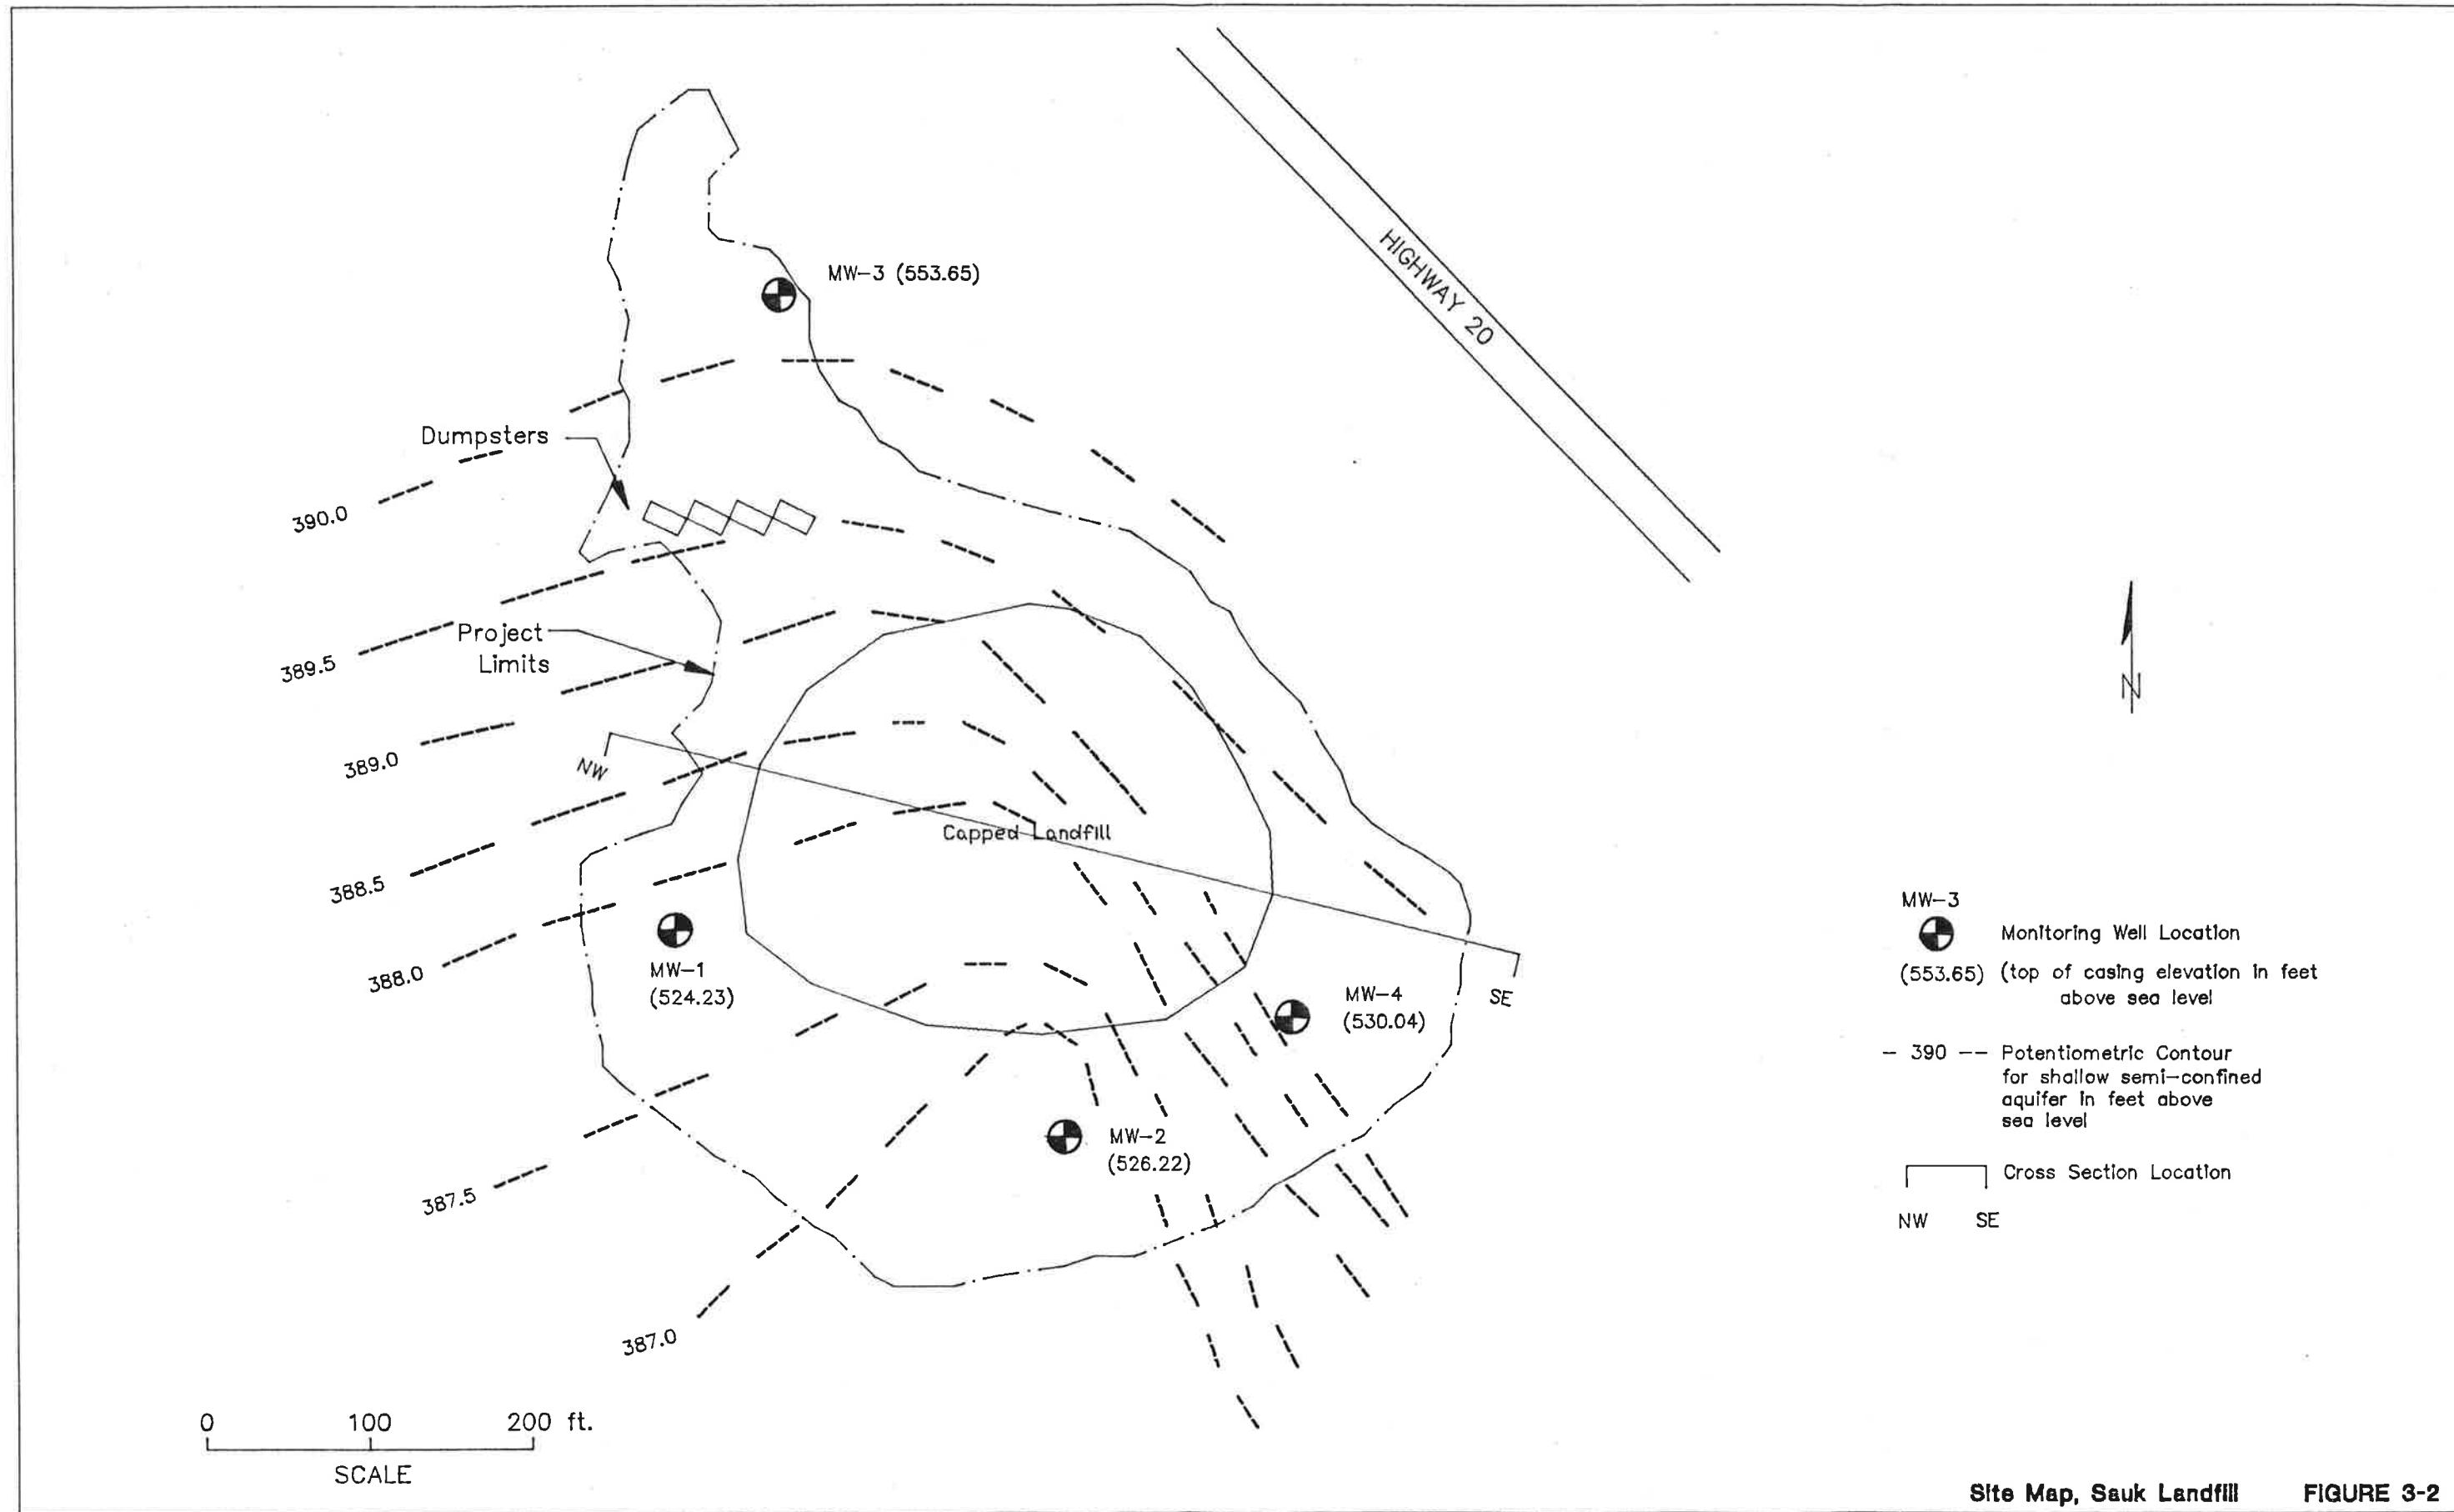 HIGHWAY 20
MW-3 (553.65)
Dumpsters
390.0
389.5
Project
Limits
389.0
NW
388.5
Capped Landfill
388.0
MW-1
(524.23)
MW-4
(530.04)
SE
MW-2
(526.22)
387.5
387.0
N
MW-3
Monitoring Well Location
(553.65) (top of casing elevation in feet
above sea level
- 390 -- Potentiometric Contour
for shallow semi-confined
aquifer in feet above
sea level
Cross Section Location
NW SE
0 100 200 ft.
SCALE
Site Map, Sauk Landfill FIGURE 3-2